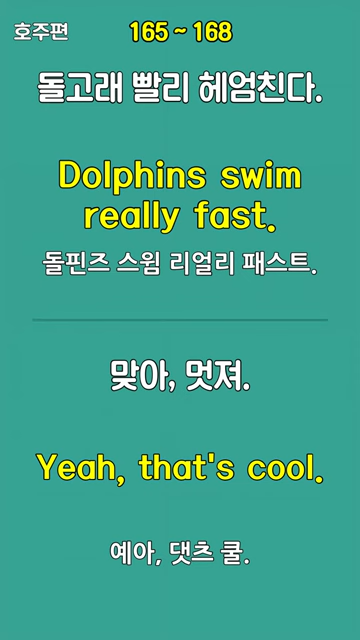 호주편
165 ~ 168
돌고래 빨리 헤엄친다.
Dolphins swim
really fast.
돌핀즈 스윔 리얼리 패스트.
맞아, 멋져.
Yeah, that's cool.
예아, 댓츠 쿨.